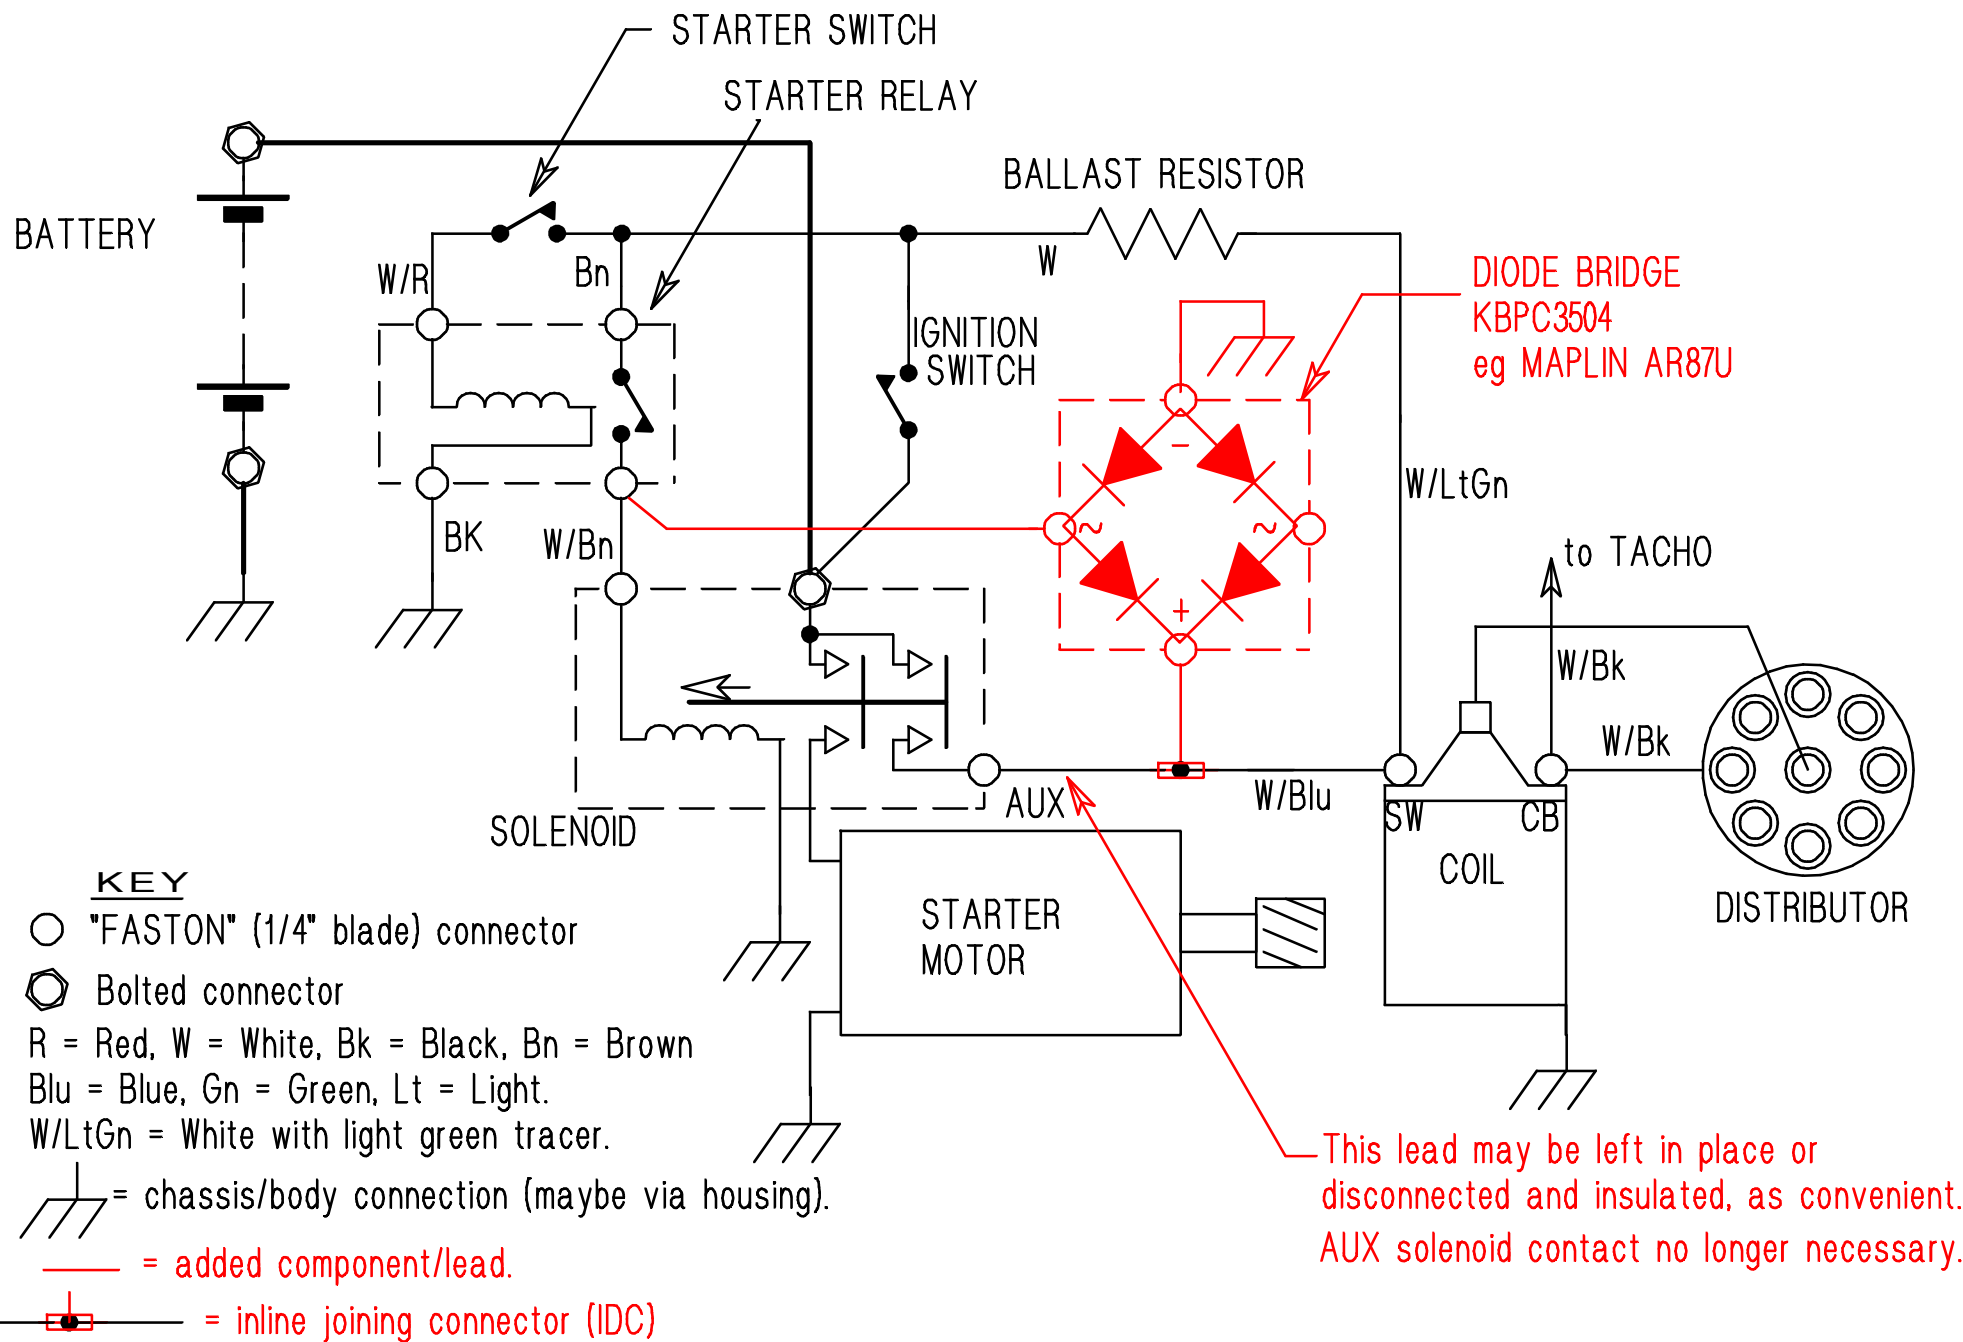 STARTER SWITCH
STARTER RELAY
BALLAST RESISTOR
BATTERY
W/R
Bn
W
DIODE BRIDGE
KBPC3504
eg MAPLIN AR87U
IGNITION
SWITCH
-
W/LtGn
BK
W/Bn
~
~
to TACHO
+
W/Bk
W/Bk
AUX
W/Blu
SW
CB
SOLENOID
COIL
KEY
STARTER
MOTOR
DISTRIBUTOR
"FASTON" (1/4" blade) connector
Bolted connector
R = Red, W = White, Bk = Black, Bn = Brown
Blu = Blue, Gn = Green, Lt = Light.
W/LtGn = White with light green tracer.
= chassis/body connection (maybe via housing).
This lead may be left in place or
disconnected and insulated, as convenient.
AUX solenoid contact no longer necessary.
= added component/lead.
= inline joining connector (IDC)